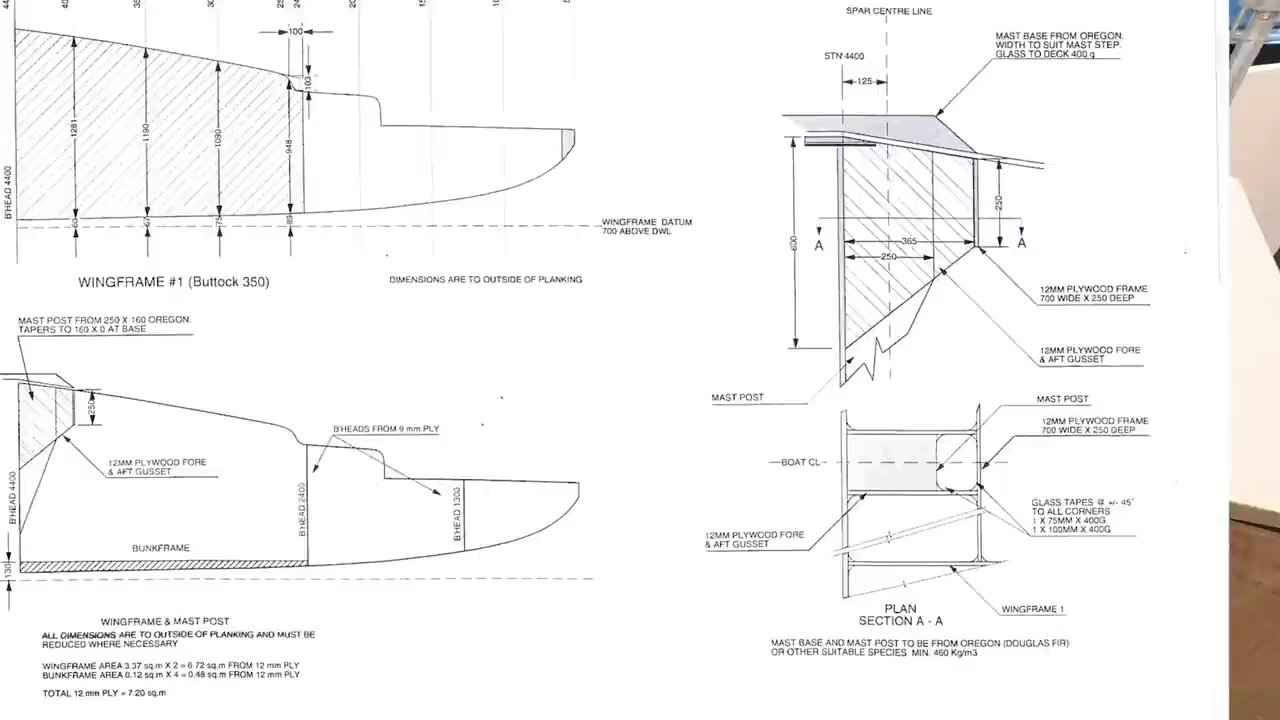 100
103
1281
1190
1090
948
B'HEAD 4400
60
67
75
89
WINGFRAME DATUM
700 ABOVE DWL
WINGFRAME #1 (Buttock 350)
DIMENSIONS ARE TO OUTSIDE OF PLANKING
MAST POST FROM 250 X 160 OREGON.
TAPERS TO 160 X 0 AT BASE
250
B'HEADS FROM 9 mm PLY
12MM PLYWOOD FORE
& AFT GUSSET
B'HEAD 4400
B'HEAD 2400
B'HEAD 1300
BUNKFRAME
130
WINGFRAME & MAST POST
ALL DIMENSIONS ARE TO OUTSIDE OF PLANKING AND MUST BE
REDUCED WHERE NECESSARY
WINGFRAME AREA 3.37 sq.m X 2 = 6.72 sq.m FROM 12 mm PLY
BUNKFRAME AREA 0.12 sq.m X 4 = 0.48 sq.m FROM 12 mm PLY
TOTAL 12 mm PLY = 7.20 sq.m
SPAR CENTRE LINE
MAST BASE FROM OREGON.
WIDTH TO SUIT MAST STEP.
GLASS TO DECK 400 g
STN 4400
125
600
250
A
A
365
250
12MM PLYWOOD FRAME
700 WIDE X 250 DEEP
12MM PLYWOOD FORE
& AFT GUSSET
MAST POST
MAST POST
12MM PLYWOOD FRAME
700 WIDE X 250 DEEP
BOAT CL
GLASS TAPES @ +/- 45°
TO ALL CORNERS
1 X 75MM X 400G
1 X 100MM X 400G
12MM PLYWOOD FORE
& AFT GUSSET
WINGFRAME 1
PLAN
SECTION A - A
MAST BASE AND MAST POST TO BE FROM OREGON (DOUGLAS FIR)
OR OTHER SUITABLE SPECIES MIN. 460 Kg/m3